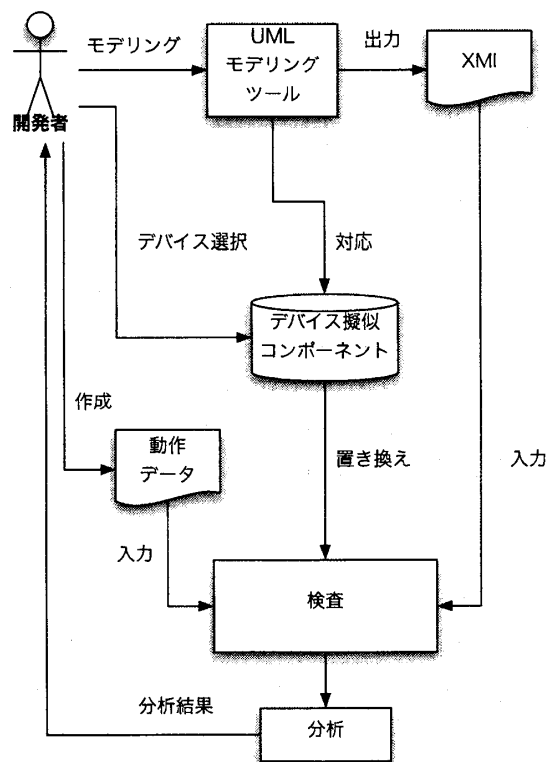 モデリング
UML
モデリング
ツール
出力
XMI
開発者
デバイス選択
対応
デバイス擬似
コンポーネント
作成
動作
データ
置き換え
入力
入力
検査
分析結果
分析